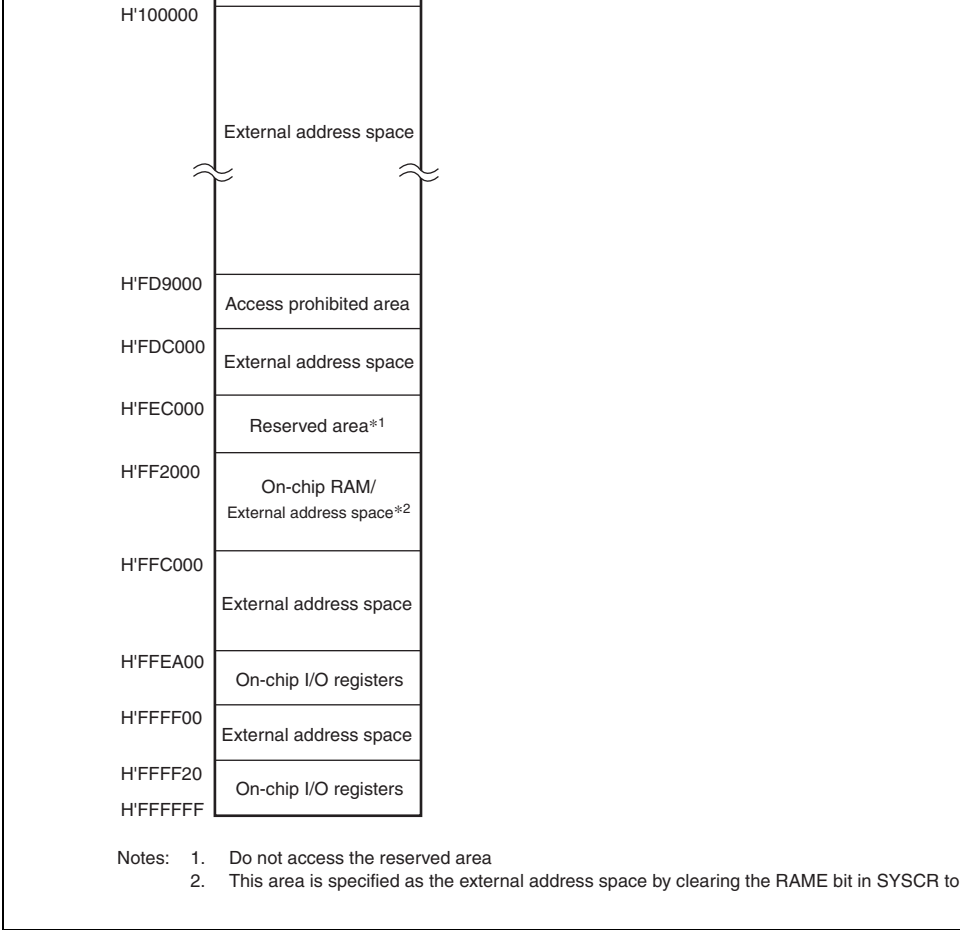 H'100000
External address space
H'FD9000
Access prohibited area
H'FDC000
External address space
H'FEC000
Reserved area*1
H'FF2000
On-chip RAM/
External address space*2
H'FFC000
External address space
H'FFEA00
On-chip I/O registers
H'FFFF00
External address space
H'FFFF20
On-chip I/O registers
H'FFFFFF
Notes: 1. Do not access the reserved area
2. This area is specified as the external address space by clearing the RAME bit in SYSCR to